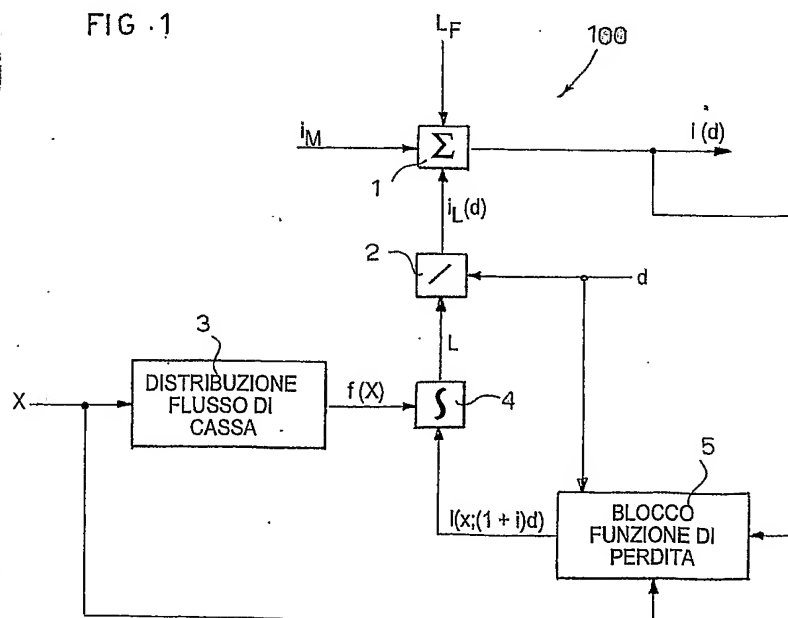 FIG.1
L_F
100
i_M
Σ
i(d)
1
i_L(d)
2
/
d
3
L
DISTRIBUZIONE
FLUSSO DI
CASSA
X
f(X)
∫
4
5
l(x;(1 + i)d)
BLOCCO
FUNZIONE DI
PERDITA